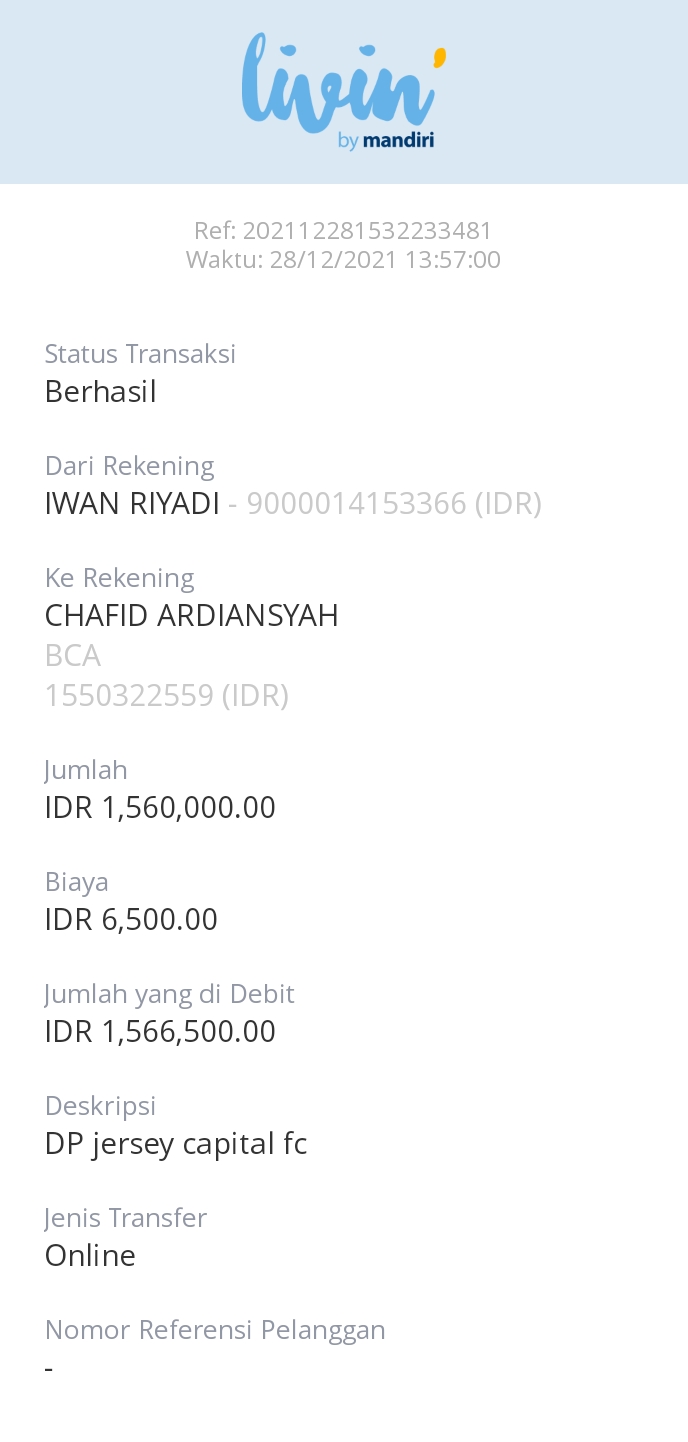 livin'
by mandiri
Ref: 202112281532233481
Waktu: 28/12/2021 13:57:00
Status Transaksi
Berhasil
Dari Rekening
IWAN RIYADI - 9000014153366 (IDR)
Ke Rekening
CHAFID ARDIANSYAH
BCA
1550322559 (IDR)
Jumlah
IDR 1,560,000.00
Biaya
IDR 6,500.00
Jumlah yang di Debit
IDR 1,566,500.00
Deskripsi
DP jersey capital fc
Jenis Transfer
Online
Nomor Referensi Pelanggan
-